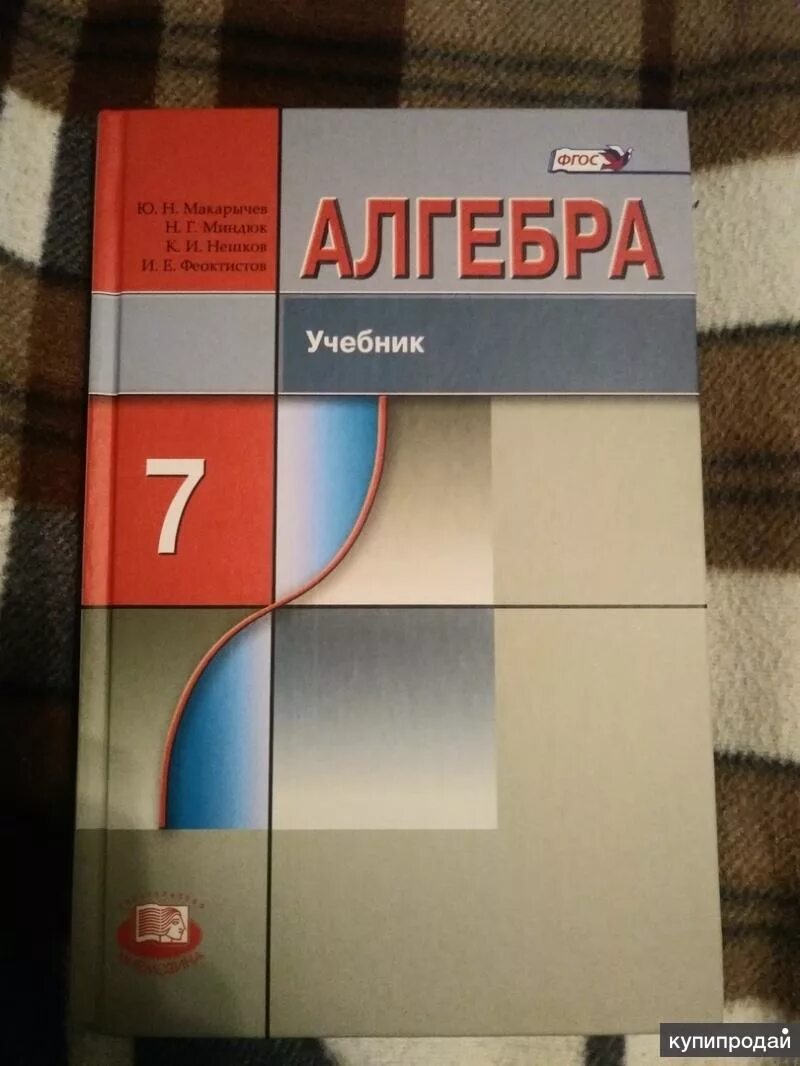 ФГОС
Ю. Н. Макарычев
Н. Г. Миндюк
К. И. Нешков
И. Е. Феоктистов
АЛГЕБРА
Учебник
7
купипродай